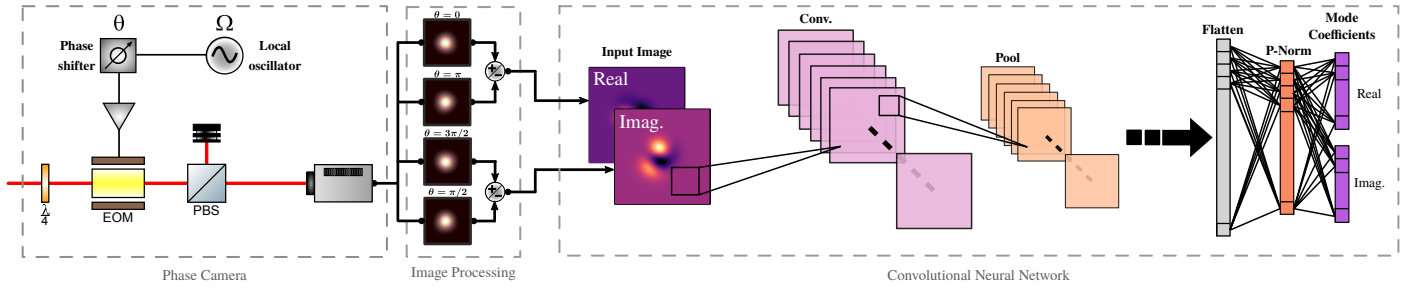 θ
Ω
Phase
shifter
Local
oscillator
λ
4
EOM
PBS
Phase Camera
θ = 0
θ = π
θ = 3π/2
θ = π/2
+
−
+
−
Image Processing
Input Image
Real
Imag.
Conv.
Pool
Flatten
P-Norm
Mode
Coefficients
Real
Imag.
Convolutional Neural Network